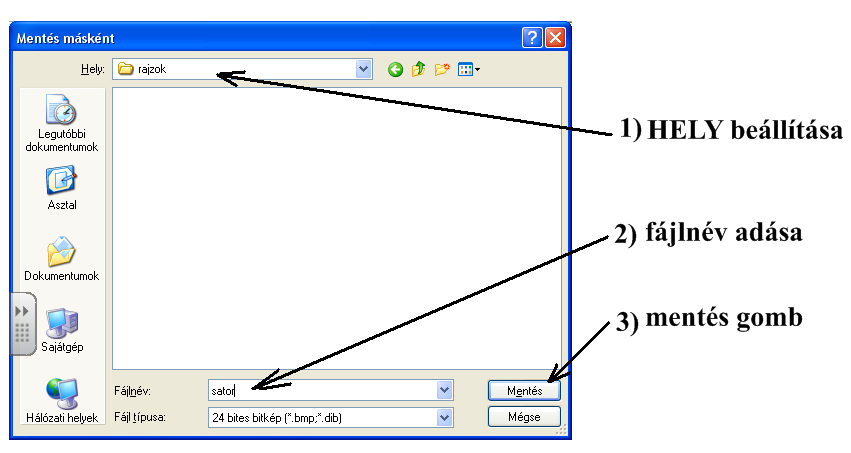 Mentés másként
Hely:
rajzok
Legutóbbi
dokumentumok
Asztal
Dokumentumok
Sajátgép
Hálózati helyek
Fájlnév:
sator
Mentés
Fájl típusa:
24 bites bitkép (*.bmp;*.dib)
Mégse
1) HELY beállítása
2) fájlnév adása
3) mentés gomb